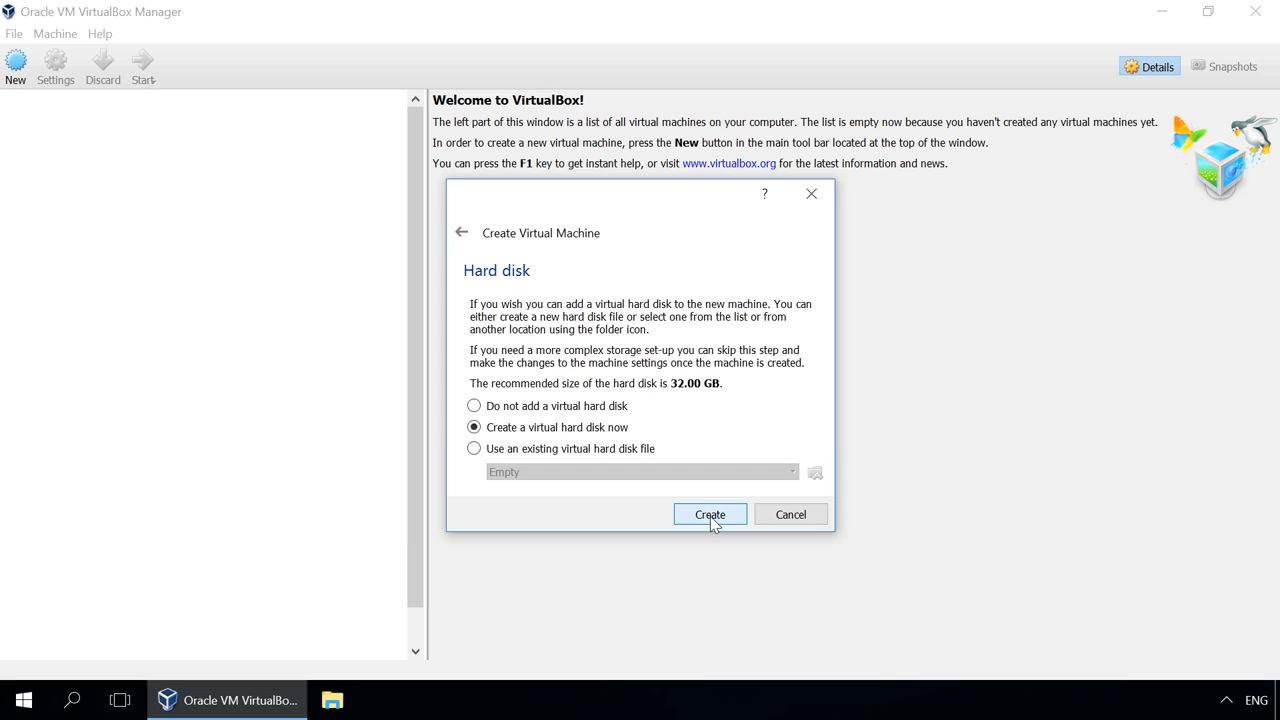 Oracle VM VirtualBox Manager
File Machine Help
New Settings Discard Start
Details Snapshots
Welcome to VirtualBox!
The left part of this window is a list of all virtual machines on your computer. The list is empty now because you haven't created any virtual machines yet.
In order to create a new virtual machine, press the New button in the main tool bar located at the top of the window.
You can press the F1 key to get instant help, or visit www.virtualbox.org for the latest information and news.
?
Create Virtual Machine
Hard disk
If you wish you can add a virtual hard disk to the new machine. You can
either create a new hard disk file or select one from the list or from
another location using the folder icon.
If you need a more complex storage set-up you can skip this step and
make the changes to the machine settings once the machine is created.
The recommended size of the hard disk is 32.00 GB.
Do not add a virtual hard disk
Create a virtual hard disk now
Use an existing virtual hard disk file
Empty
Create Cancel
Oracle VM VirtualBo...
ENG